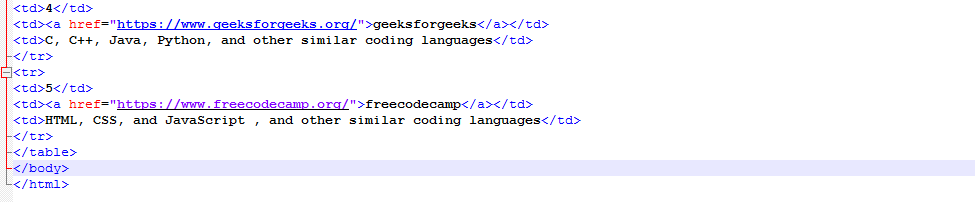 <td>4</td>
<td><a href="https://www.geeksforgeeks.org/">geeksforgeeks</a></td>
<td>C, C++, Java, Python, and other similar coding languages</td>
</tr>
<tr>
<td>5</td>
<td><a href="https://www.freecodecamp.org/">freecodecamp</a></td>
<td>HTML, CSS, and JavaScript , and other similar coding languages</td>
</tr>
</table>
</body>
</html>